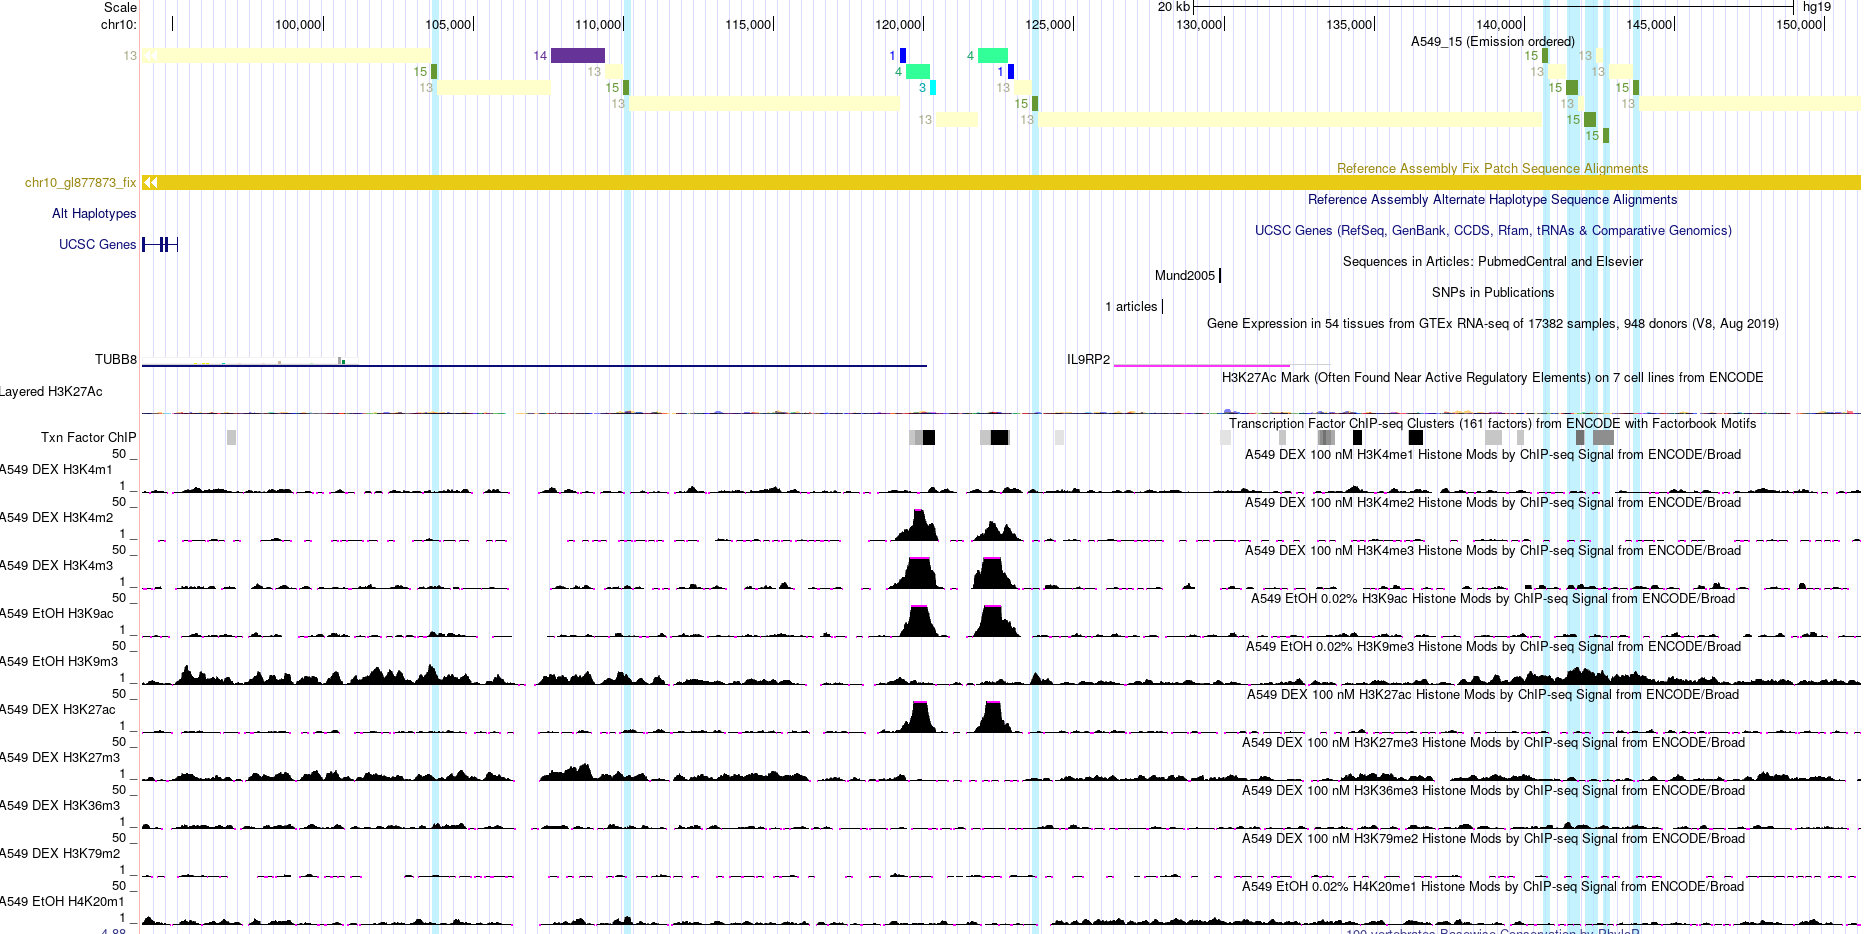 Scale 20 kb hg19
chr10: 100,000 105,000 110,000 115,000 120,000 125,000 130,000 135,000 140,000 145,000 150,000
A549_15 (Emission ordered)
13 14 1 4 15 13
15 13 4 1 13 13
13 15 3 13 15 15
13 15 13 13
13 13 15
15
Reference Assembly Fix Patch Sequence Alignments
chr10_gl877873_fix
Reference Assembly Alternate Haplotype Sequence Alignments
Alt Haplotypes
UCSC Genes (RefSeq, GenBank, CCDS, Rfam, tRNAs & Comparative Genomics)
UCSC Genes
Sequences in Articles: PubmedCentral and Elsevier
Mund2005
SNPs in Publications
1 articles
Gene Expression in 54 tissues from GTEx RNA-seq of 17382 samples, 948 donors (V8, Aug 2019)
TUBB8 IL9RP2
H3K27Ac Mark (Often Found Near Active Regulatory Elements) on 7 cell lines from ENCODE
Layered H3K27Ac
Transcription Factor ChIP-seq Clusters (161 factors) from ENCODE with Factorbook Motifs
Txn Factor ChIP
A549 DEX 100 nM H3K4me1 Histone Mods by ChIP-seq Signal from ENCODE/Broad
50 _
A549 DEX H3K4m1
1 _
A549 DEX 100 nM H3K4me2 Histone Mods by ChIP-seq Signal from ENCODE/Broad
50 _
A549 DEX H3K4m2
1 _
A549 DEX 100 nM H3K4me3 Histone Mods by ChIP-seq Signal from ENCODE/Broad
50 _
A549 DEX H3K4m3
1 _
A549 EtOH 0.02% H3K9ac Histone Mods by ChIP-seq Signal from ENCODE/Broad
50 _
A549 EtOH H3K9ac
1 _
A549 EtOH 0.02% H3K9me3 Histone Mods by ChIP-seq Signal from ENCODE/Broad
50 _
A549 EtOH H3K9m3
1 _
A549 DEX 100 nM H3K27ac Histone Mods by ChIP-seq Signal from ENCODE/Broad
50 _
A549 DEX H3K27ac
1 _
A549 DEX 100 nM H3K27me3 Histone Mods by ChIP-seq Signal from ENCODE/Broad
50 _
A549 DEX H3K27m3
1 _
A549 DEX 100 nM H3K36me3 Histone Mods by ChIP-seq Signal from ENCODE/Broad
50 _
A549 DEX H3K36m3
1 _
A549 DEX 100 nM H3K79me2 Histone Mods by ChIP-seq Signal from ENCODE/Broad
50 _
A549 DEX H3K79m2
1 _
A549 EtOH 0.02% H4K20me1 Histone Mods by ChIP-seq Signal from ENCODE/Broad
50 _
A549 EtOH H4K20m1
1 _
4.88 100 vertebrates Basewise Conservation by PhyloP